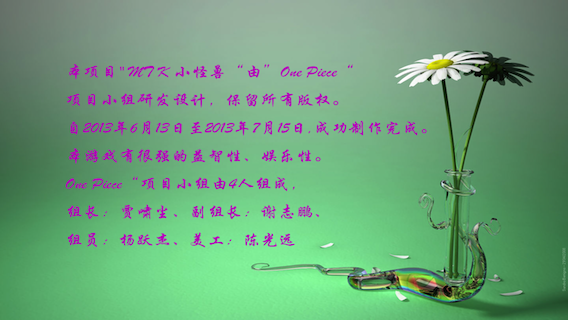 本项目"MTK 小怪兽 “由” One Piece “
项目小组研发设计，保留所有版权。
自2013年6月13日至2013年7月15日,成功制作完成。
本游戏有很强的益智性、娱乐性。
One Piece “项目小组由4人组成,
组长：贾啸尘、副组长：谢志鹏、
组员：杨跃杰、美工：陈光远